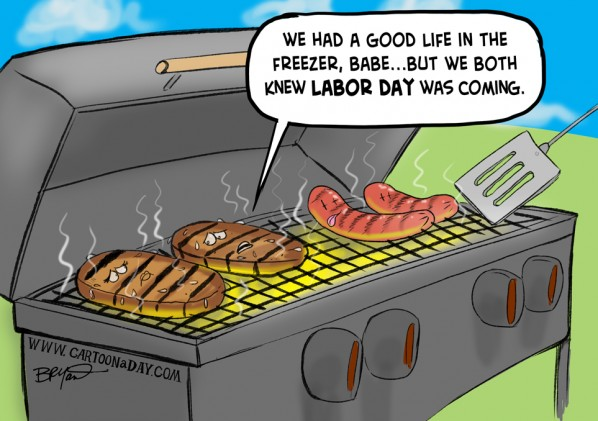 WE HAD A GOOD LIFE IN THE
FREEZER, BABE...BUT WE BOTH
KNEW LABOR DAY WAS COMING.
WWW.CARTOONaDAY.COM